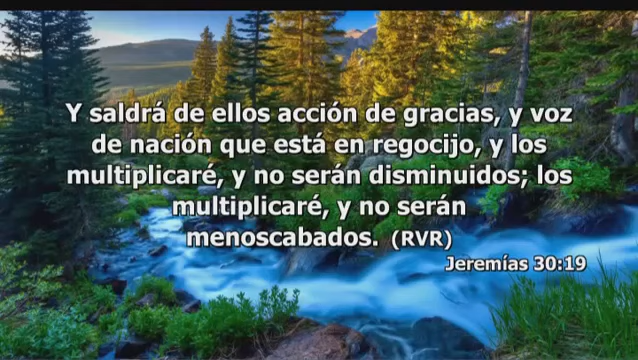 Y saldrá de ellos acción de gracias, y voz
de nación que está en regocijo, y los
multiplicaré, y no serán disminuidos; los
multiplicaré, y no serán
menoscabados. (RVR)
Jeremías 30:19